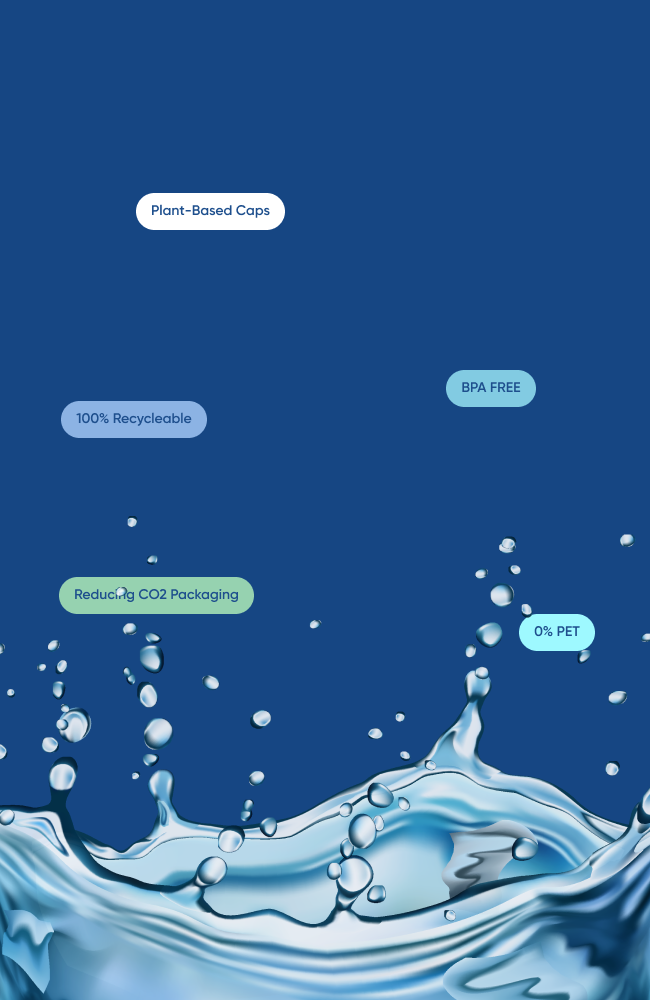 Plant-Based Caps
BPA FREE
100% Recycleable
Reducing CO2 Packaging
0% PET